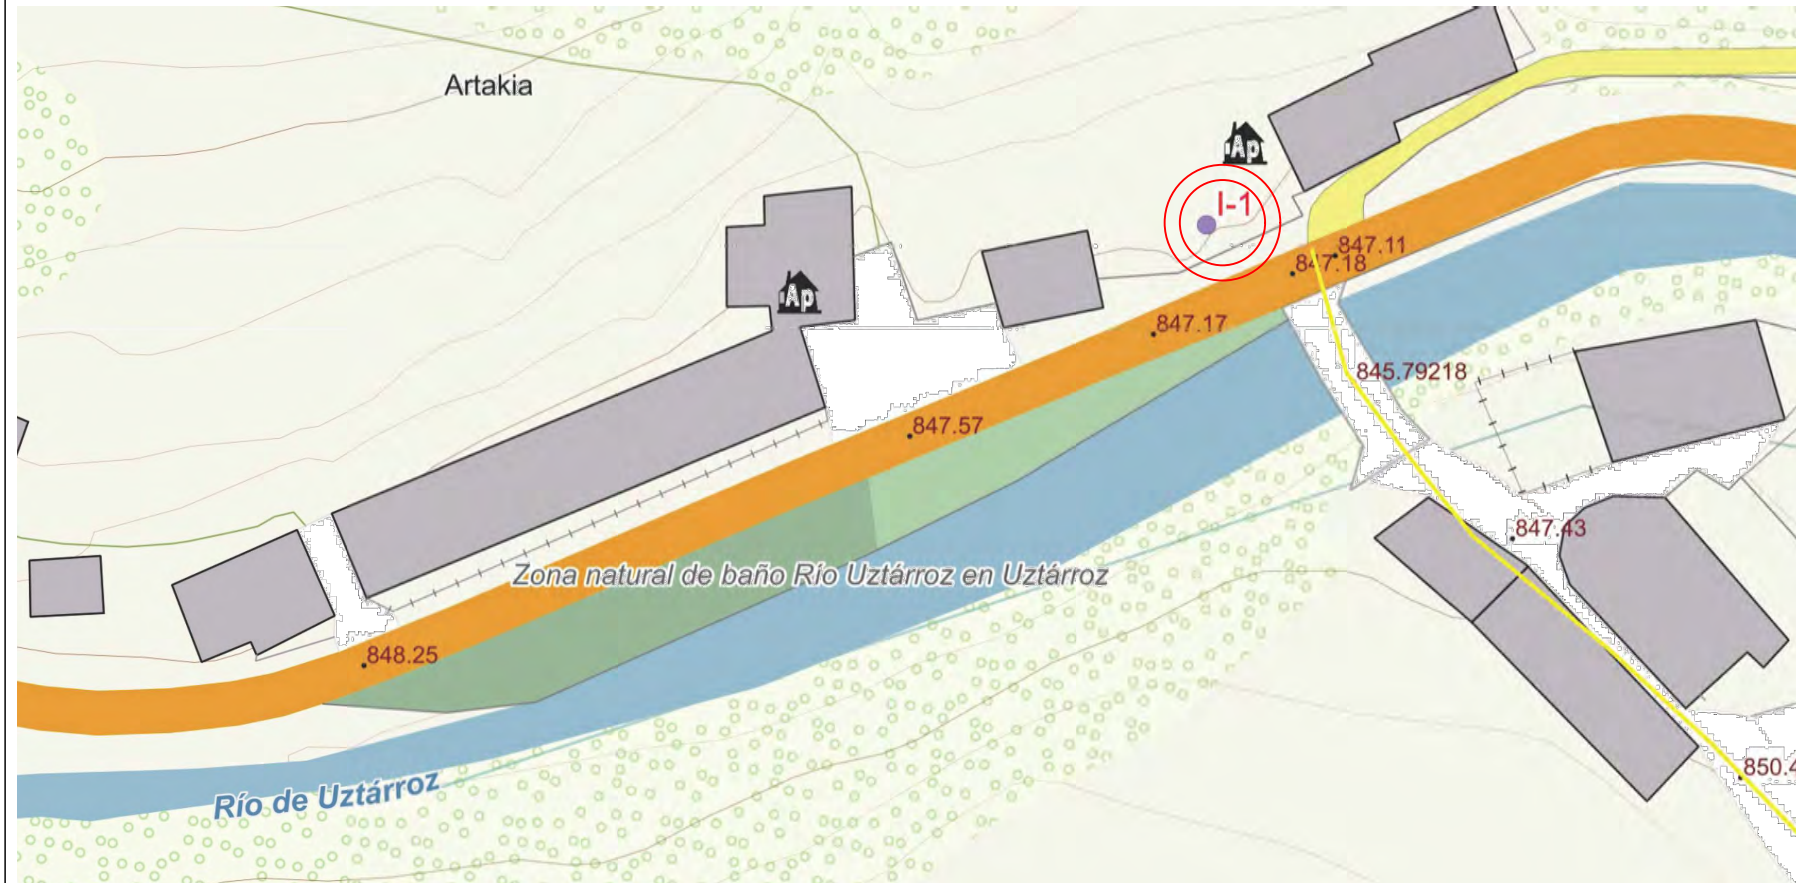 Artakia
Ap
I-1
847.11
847.18
Ap
847.17
845.79218
847.57
847.43
Zona natural de baño Río Uztárroz en Uztárroz
848.25
850.4
Río de Uztárroz